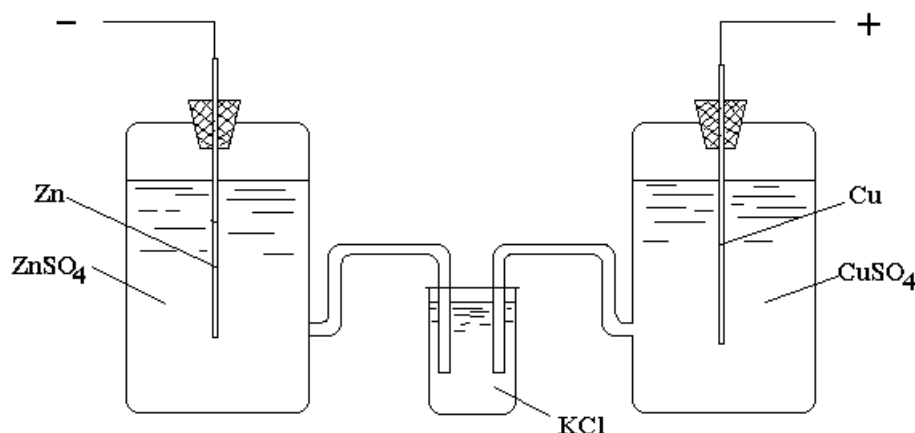 − +
Zn
ZnSO₄
Cu
CuSO₄
KCl